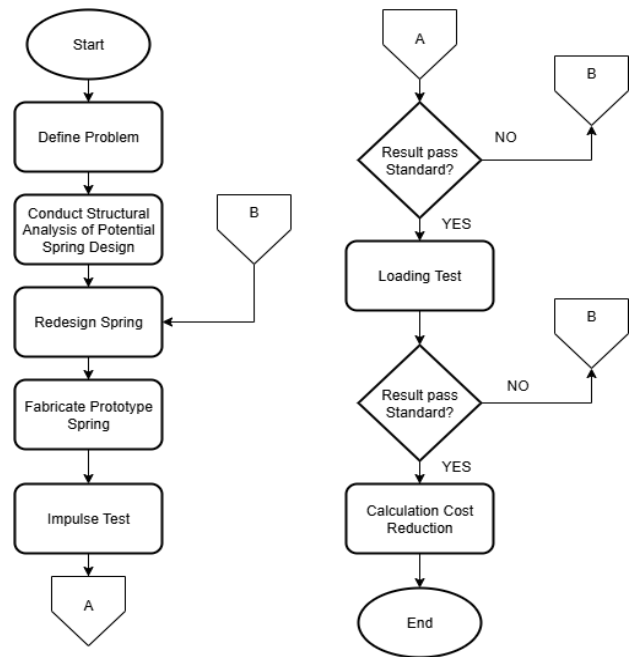 Start
Define Problem
Conduct Structural
Analysis of Potential
Spring Design
B
Redesign Spring
Fabricate Prototype
Spring
Impulse Test
A
A
B
Result pass
Standard?
NO
YES
Loading Test
B
Result pass
Standard?
NO
YES
Calculation Cost
Reduction
End